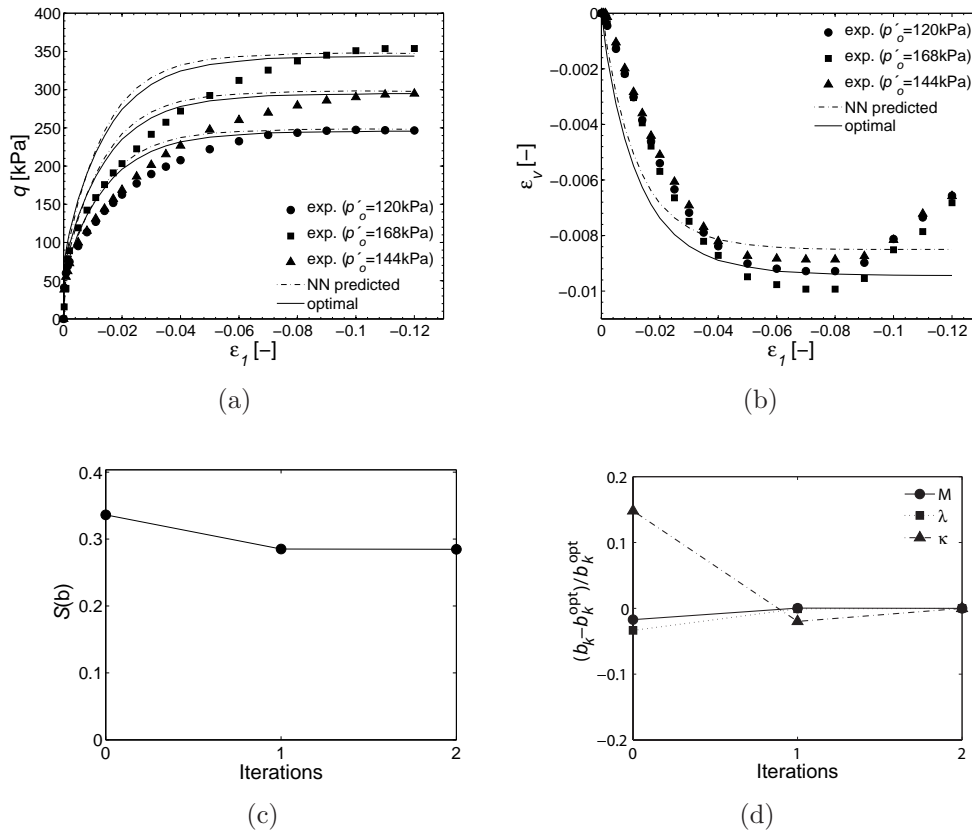 400
350
300
250
200
150
100
50
0
q [kPa]
exp. (p´o=120kPa)
exp. (p´o=168kPa)
exp. (p´o=144kPa)
NN predicted
optimal
0
−0.02
−0.04
−0.06
−0.08
−0.1
−0.12
ε1 [−]
(a)
0
−0.002
−0.004
−0.006
−0.008
−0.01
εv [−]
exp. (p´o=120kPa)
exp. (p´o=168kPa)
exp. (p´o=144kPa)
NN predicted
optimal
0
−0.02
−0.04
−0.06
−0.08
−0.1
−0.12
ε1 [−]
(b)
0.4
0.3
0.2
0.1
0
S(b)
0
1
2
Iterations
(c)
0.2
0.1
0
−0.1
−0.2
(bk−bkopt)/bkopt
M
λ
κ
0
1
2
Iterations
(d)